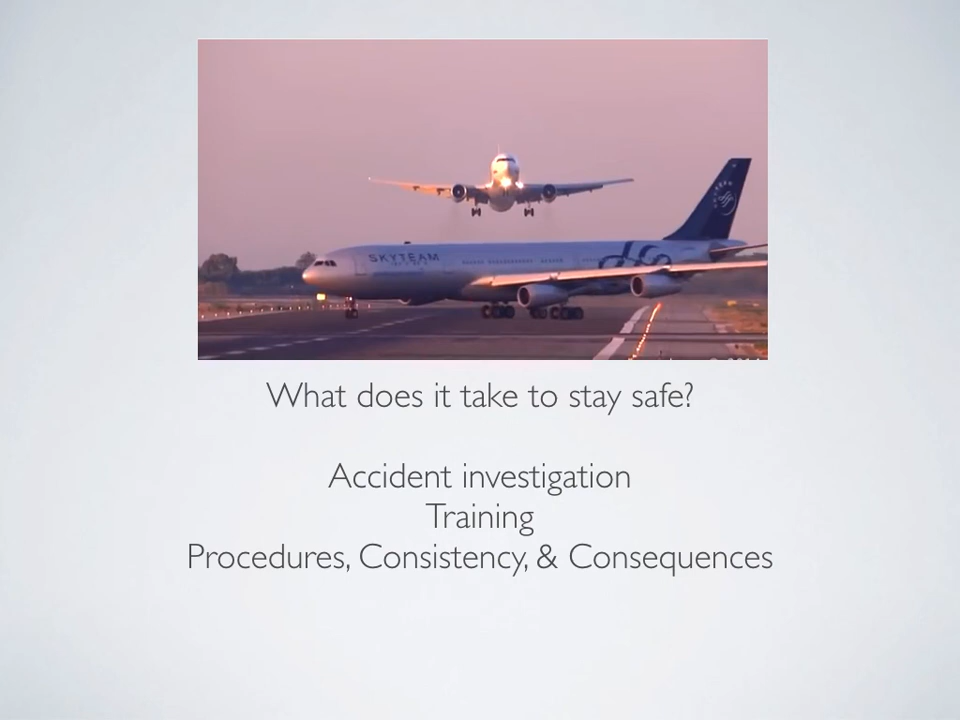 SKYTEAM
What does it take to stay safe?
Accident investigation
Training
Procedures, Consistency, & Consequences